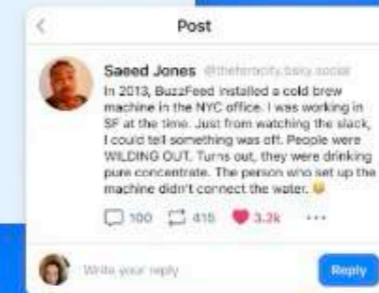 Post
Saeed Jones @theferocity.bsky.social
In 2013, BuzzFeed installed a cold brew
machine in the NYC office. I was working in
SF at the time. Just from watching the slack,
I could tell something was off. People were
WILDING OUT. Turns out, they were drinking
pure concentrate. The person who set up the
machine didn't connect the water. 😆
100 415 3.2k
Write your reply
Reply